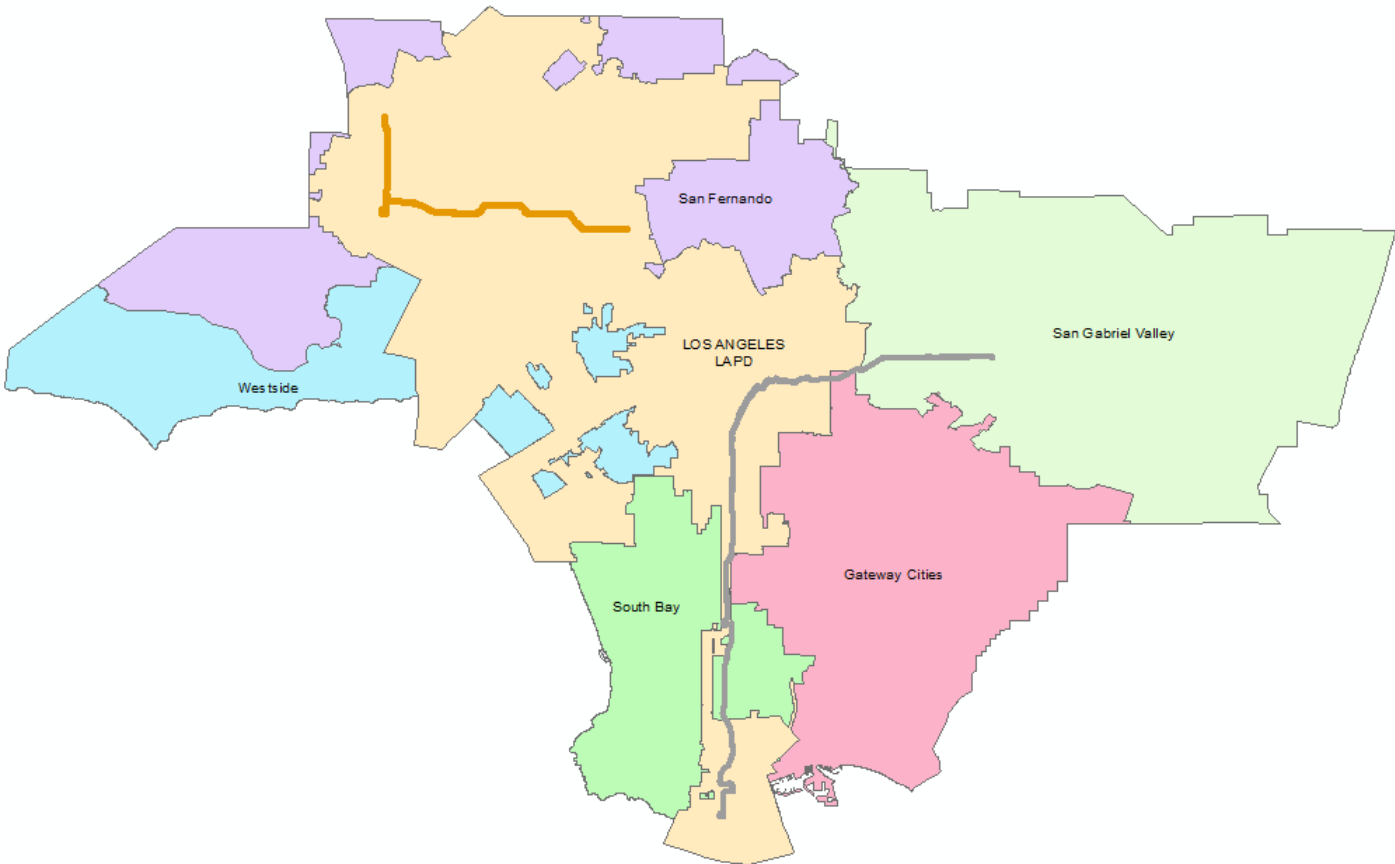 San Fernando
San Gabriel Valley
LOS ANGELES
LAPD
Westside
Gateway Cities
South Bay